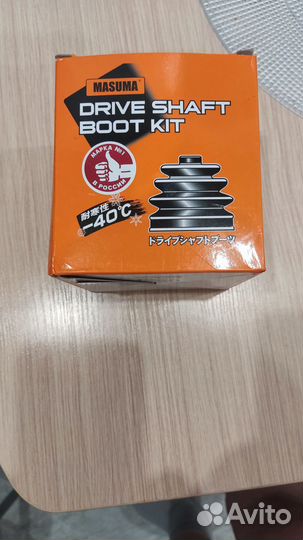 MASUMA
DRIVE SHAFT
BOOT KIT
МАРКА №1
В РОССИИ
耐寒性
-40℃
ドライブシャフトブーツ
Avito